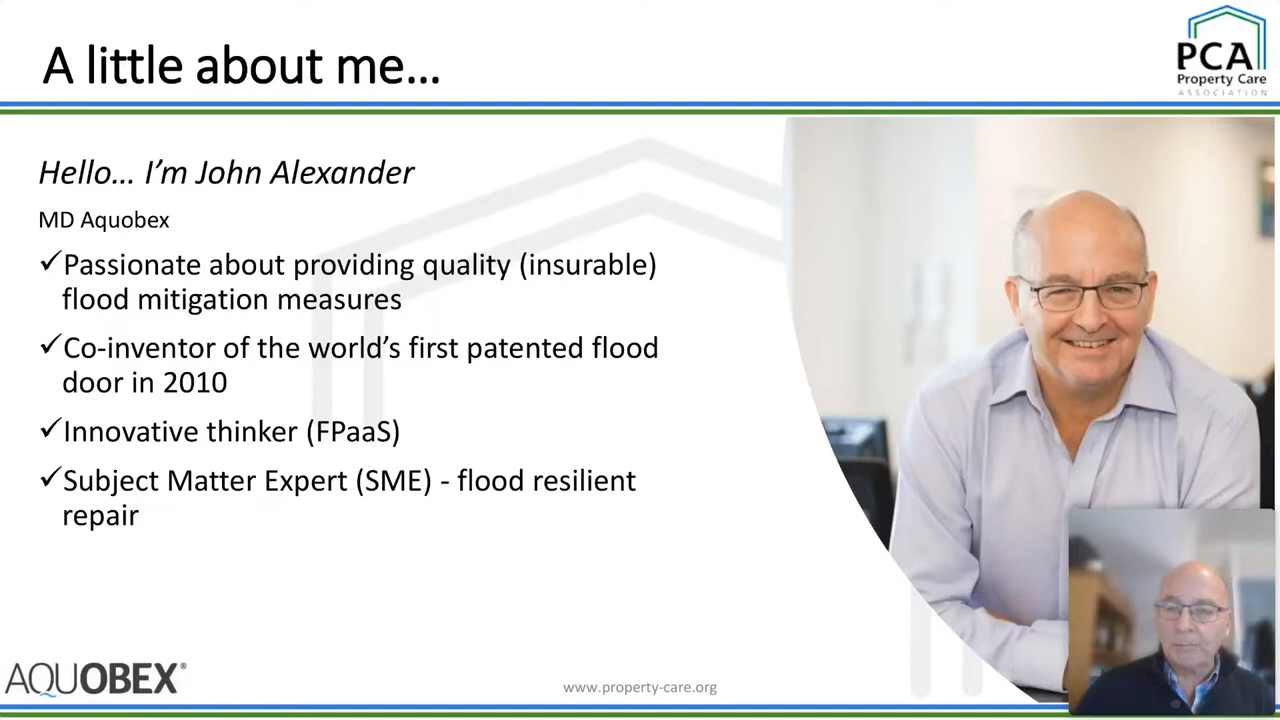 A little about me...
PCA
Property Care
ASSOCIATION
Hello... I'm John Alexander
MD Aquobex
✓Passionate about providing quality (insurable)
flood mitigation measures
✓Co-inventor of the world's first patented flood
door in 2010
✓Innovative thinker (FPaaS)
✓Subject Matter Expert (SME) - flood resilient
repair
AQUOBEX®
www.property-care.org